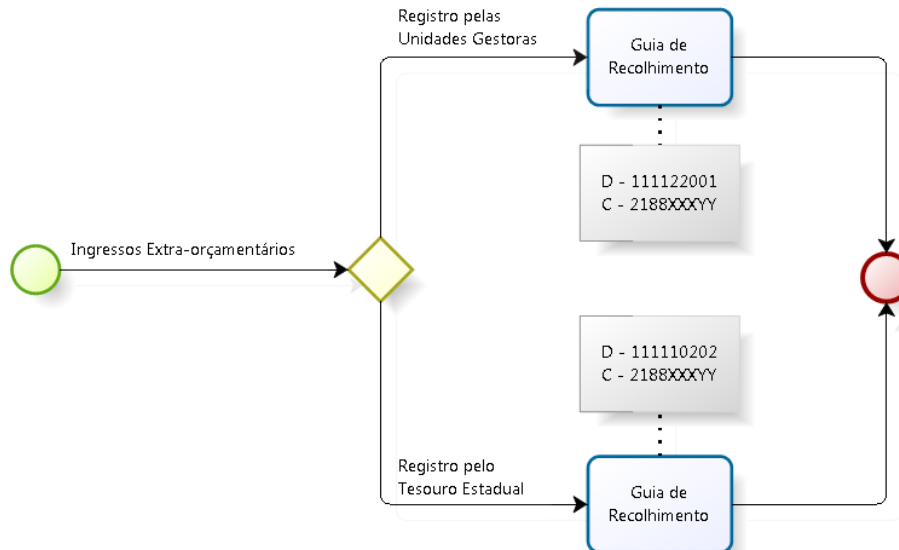 Registro pelas
Unidades Gestoras
Guia de
Recolhimento
D - 111122001
C - 2188XXXYY
Ingressos Extra-orçamentários
D - 111110202
C - 2188XXXYY
Registro pelo
Tesouro Estadual
Guia de
Recolhimento